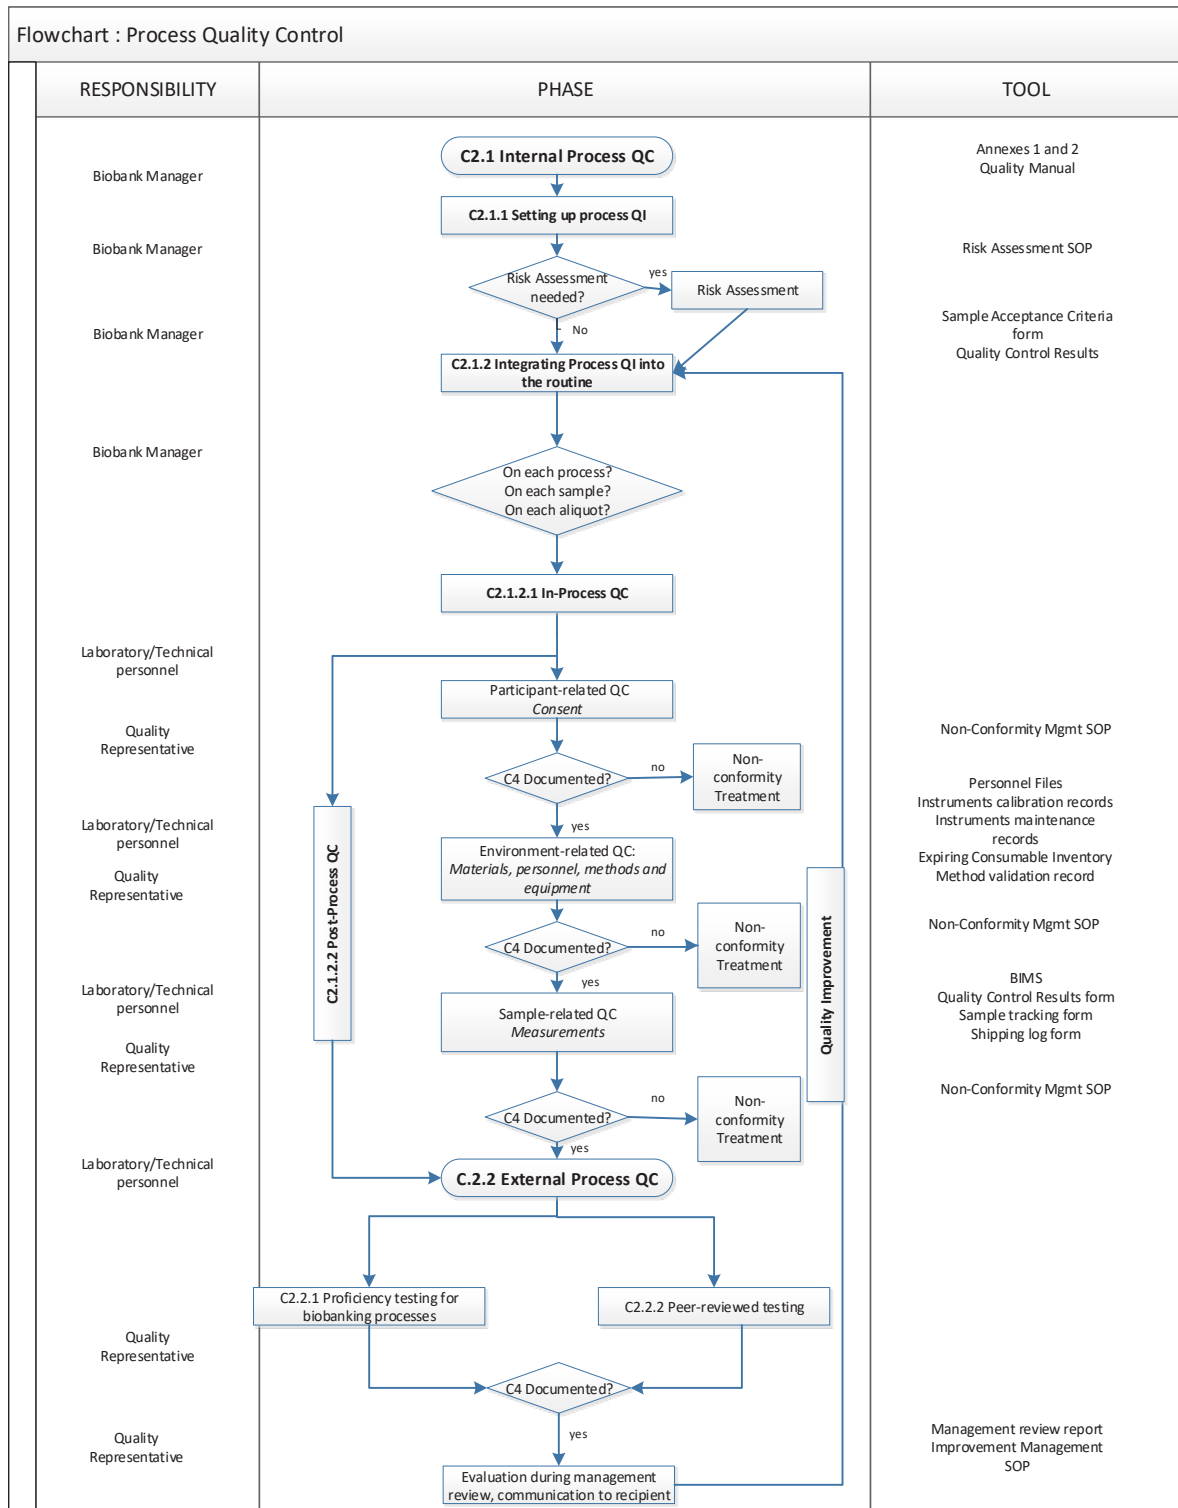 Flowchart : Process Quality Control
RESPONSIBILITY
PHASE
TOOL
C2.1 Internal Process QC
Annexes 1 and 2
Quality Manual
Biobank Manager
C2.1.1 Setting up process QI
Biobank Manager
Risk Assessment SOP
Risk Assessment
needed?
yes
Risk Assessment
No
Biobank Manager
Sample Acceptance Criteria
form
Quality Control Results
C2.1.2 Integrating Process QI into
the routine
Biobank Manager
On each process?
On each sample?
On each aliquot?
C2.1.2.1 In-Process QC
Laboratory/Technical
personnel
Participant-related QC
Consent
Quality
Representative
Non-Conformity Mgmt SOP
C4 Documented?
no
Non-
conformity
Treatment
yes
Personnel Files
Instruments calibration records
Instruments maintenance
records
Expiring Consumable Inventory
Method validation record
Laboratory/Technical
personnel
C2.1.2.2 Post-Process QC
Environment-related QC:
Materials, personnel, methods and
equipment
Quality
Representative
Quality Improvement
C4 Documented?
no
Non-
conformity
Treatment
yes
Non-Conformity Mgmt SOP
Laboratory/Technical
personnel
Sample-related QC
Measurements
BIMS
Quality Control Results form
Sample tracking form
Shipping log form
Quality
Representative
C4 Documented?
no
Non-
conformity
Treatment
yes
Non-Conformity Mgmt SOP
Laboratory/Technical
personnel
C.2.2 External Process QC
C2.2.1 Proficiency testing for
biobanking processes
C2.2.2 Peer-reviewed testing
Quality
Representative
C4 Documented?
yes
Quality
Representative
Management review report
Improvement Management
SOP
Evaluation during management
review, communication to recipient